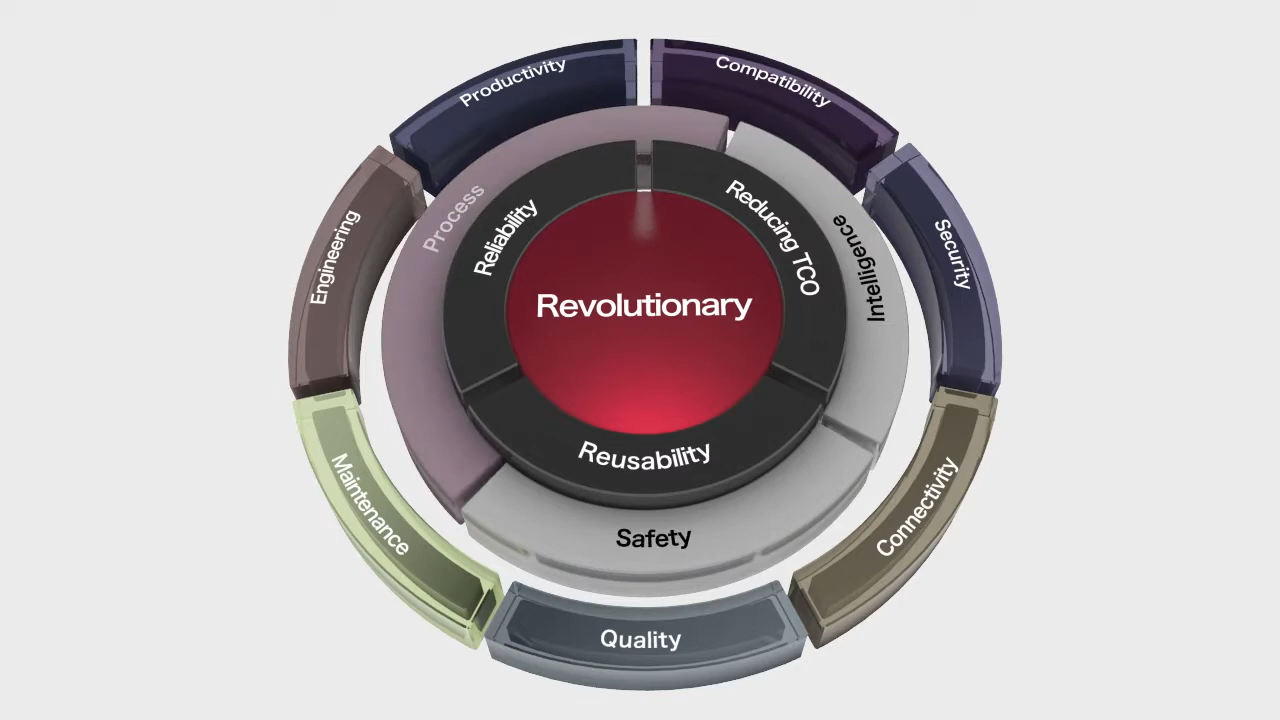 Productivity
Compatibility
Process
Reliability
Reducing TCO
Intelligence
Engineering
Security
Revolutionary
Reusability
Maintenance
Connectivity
Safety
Quality